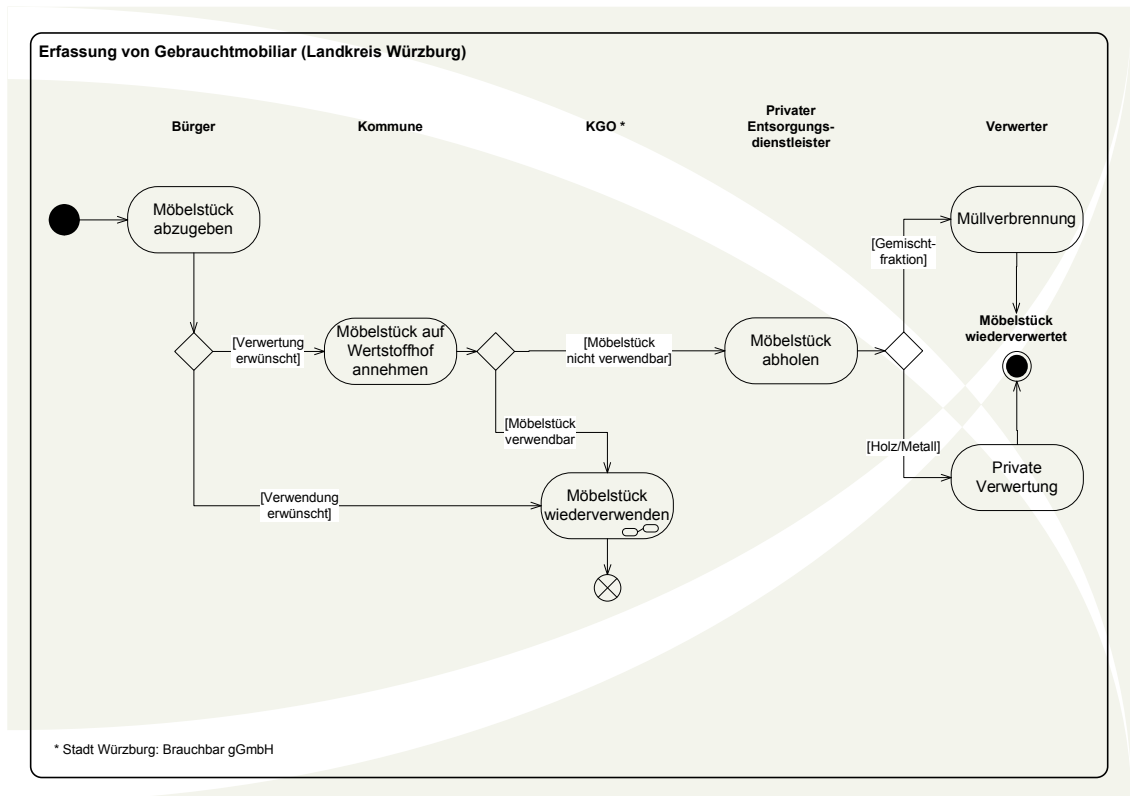 Erfassung von Gebrauchtmobiliar (Landkreis Würzburg)
Bürger
Kommune
KGO *
Privater
Entsorgungs-
dienstleister
Verwerter
Möbelstück
abzugeben
Müllverbrennung
[Gemischt-
fraktion]
[Verwertung
erwünscht]
Möbelstück auf
Wertstoffhof
annehmen
[Möbelstück
nicht verwendbar]
Möbelstück
abholen
Möbelstück
wiederverwertet
[Möbelstück
verwendbar
[Holz/Metall]
Private
Verwertung
[Verwendung
erwünscht]
Möbelstück
wiederverwenden
* Stadt Würzburg: Brauchbar gGmbH